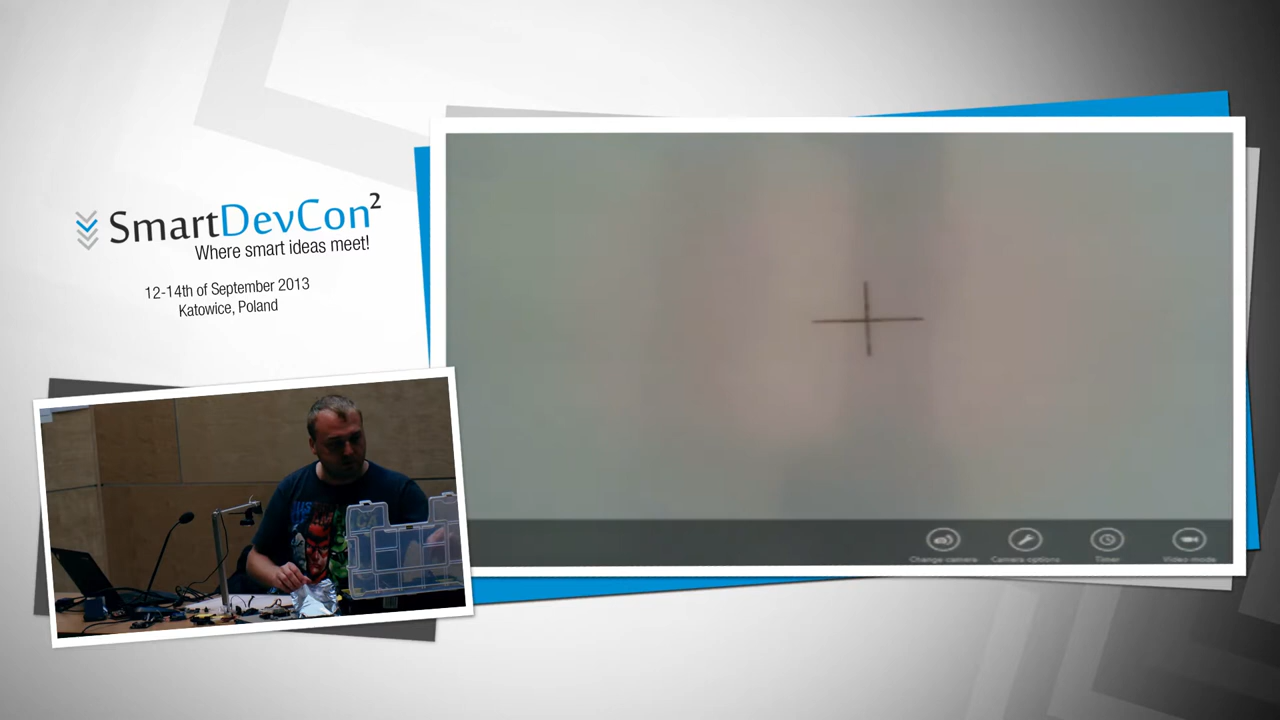 SmartDevCon²
Where smart ideas meet!
12-14th of September 2013
Katowice, Poland
Change camera
Camera options
Timer
Video mode